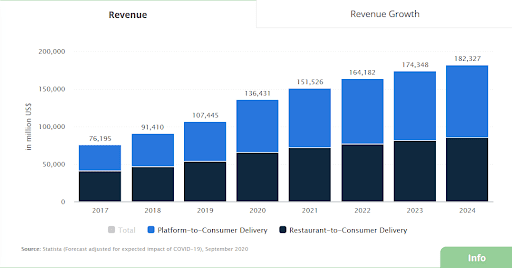 Revenue
Revenue Growth
200,000
150,000
100,000
50,000
0
in million US$
76,195
91,410
107,445
136,431
151,526
164,182
174,348
182,327
2017
2018
2019
2020
2021
2022
2023
2024
Total
Platform-to-Consumer Delivery
Restaurant-to-Consumer Delivery
Source: Statista (Forecast adjusted for expected impact of COVID-19), September 2020
Info